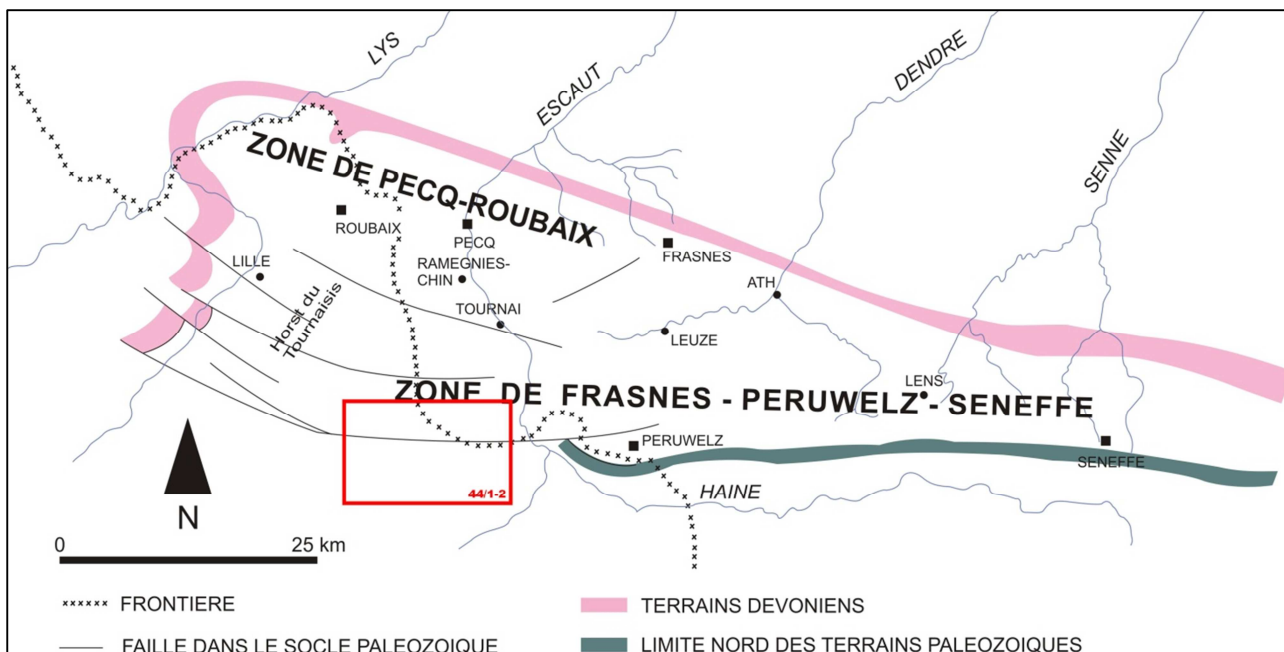 LYS
ESCAUT
DENDRE
SENNE
ZONE DE PECQ-ROUBAIX
ROUBAIX
PECQ
FRASNES
RAMEGNIES-
CHIN
LILLE
ATH
Horst du
Tournaisis
TOURNAI
LEUZE
LENS
ZONE DE FRASNES - PERUWELZ - SENEFFE
PERUWELZ
SENEFFE
44/1-2
HAINE
N
0 25 km
FRONTIERE
TERRAINS DEVONIENS
FAILLE DANS LE SOCLE PALEOZOIQUE
LIMITE NORD DES TERRAINS PALEOZOIQUES